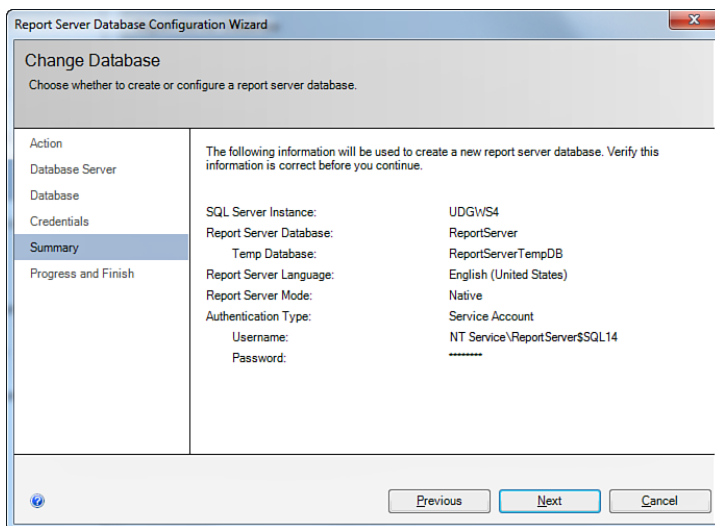 Report Server Database Configuration Wizard
Change Database
Choose whether to create or configure a report server database.
Action
Database Server
Database
Credentials
Summary
Progress and Finish
The following information will be used to create a new report server database. Verify this
information is correct before you continue.
SQL Server Instance: UDGWS4
Report Server Database: ReportServer
Temp Database: ReportServerTempDB
Report Server Language: English (United States)
Report Server Mode: Native
Authentication Type: Service Account
Username: NT Service\ReportServer$SQL14
Password: ********
Previous Next Cancel